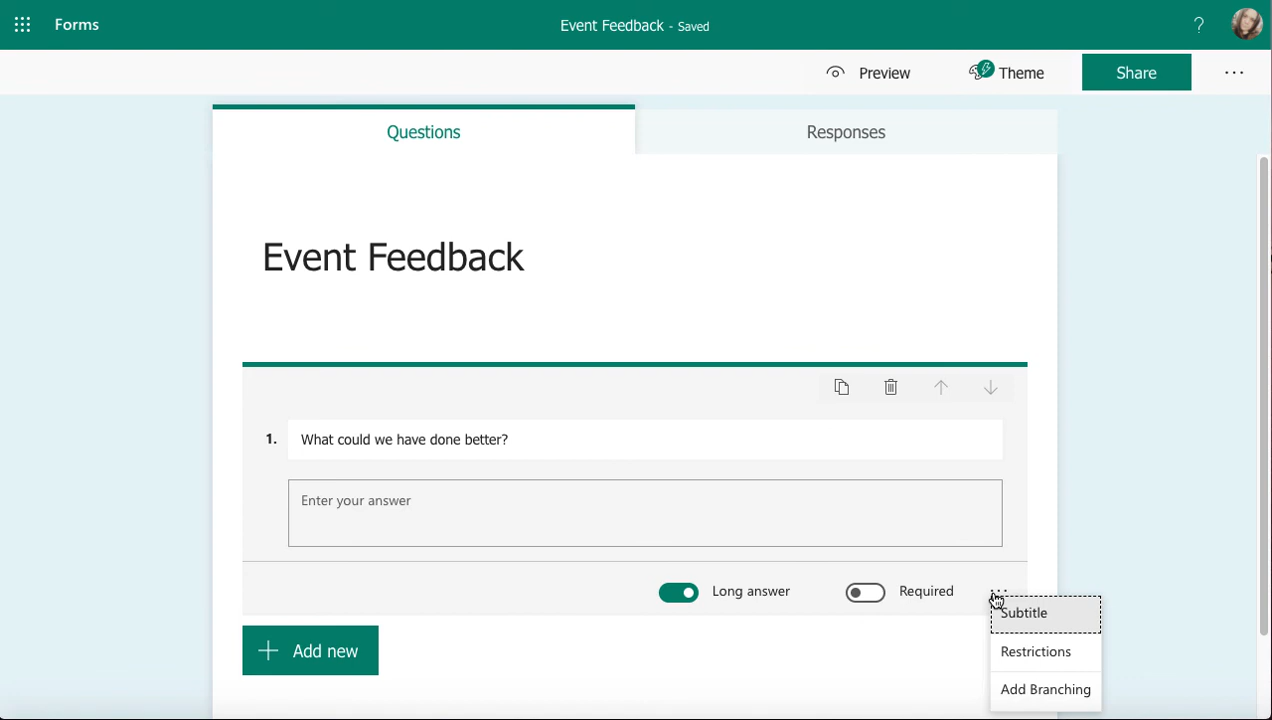 Forms
Event Feedback - Saved
?
Preview
Theme
Share
Questions
Responses
Event Feedback
1. What could we have done better?
Enter your answer
Long answer
Required
Subtitle
Restrictions
Add Branching
Add new